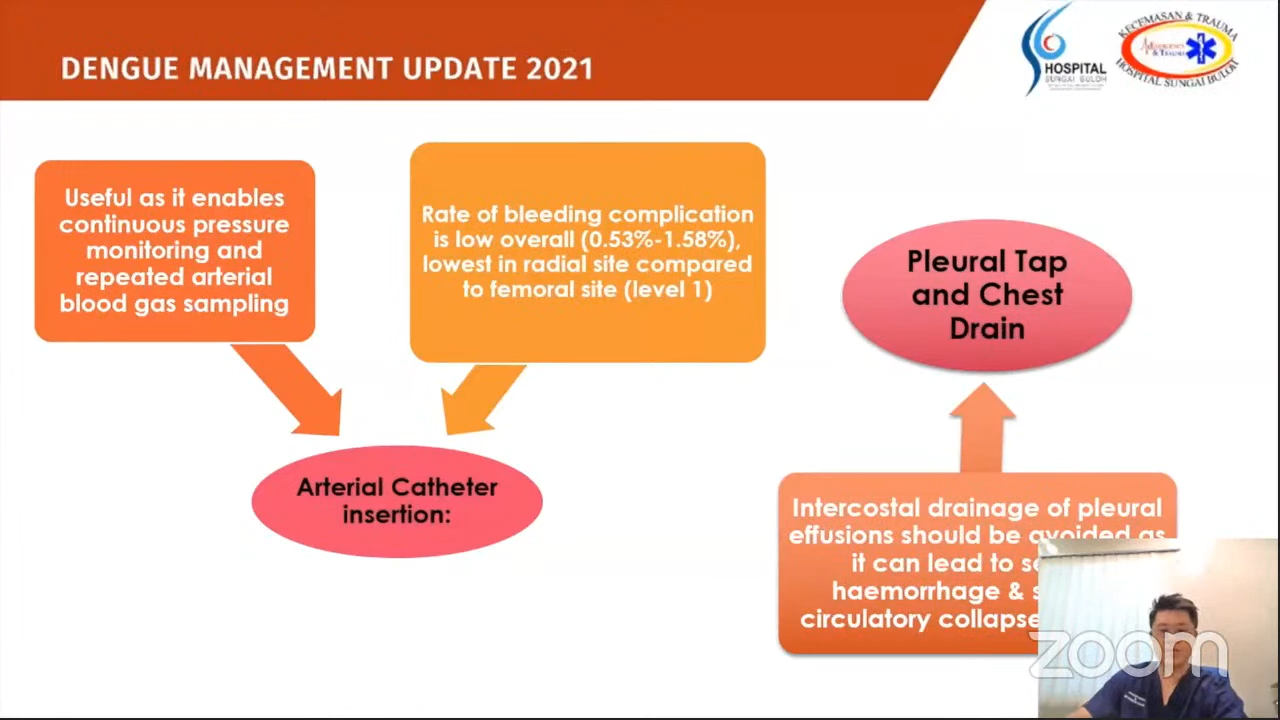 DENGUE MANAGEMENT UPDATE 2021
HOSPITAL
SUNGAI BULOH
KECEMASAN & TRAUMA
& TRAUMA
HOSPITAL SUNGAI BULOH
Useful as it enables
continuous pressure
monitoring and
repeated arterial
blood gas sampling
Rate of bleeding complication
is low overall (0.53%-1.58%),
lowest in radial site compared
to femoral site (level 1)
Arterial Catheter
insertion:
Pleural Tap
and Chest
Drain
Intercostal drainage of pleural
effusions should be avoided as
it can lead to
haemorrhage &
circulatory collapse
zoom